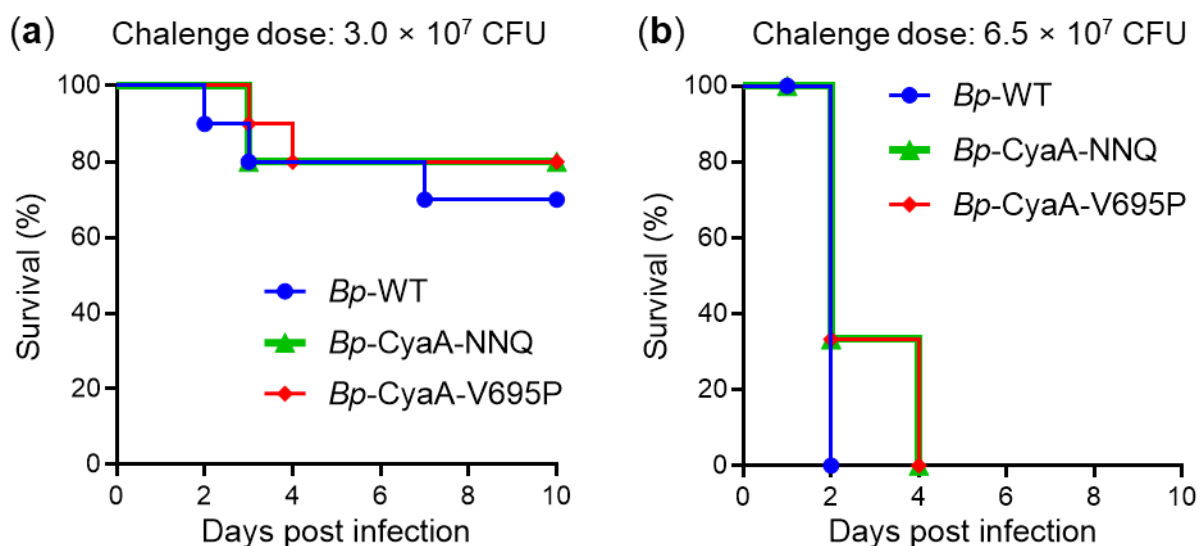 (a) Chalenge dose: 3.0 × 10⁷ CFU
100
80
60
40
20
0
Survival (%)
Bp-WT
Bp-CyaA-NNQ
Bp-CyaA-V695P
0 2 4 6 8 10
Days post infection
(b) Chalenge dose: 6.5 × 10⁷ CFU
100
80
60
40
20
0
Survival (%)
Bp-WT
Bp-CyaA-NNQ
Bp-CyaA-V695P
0 2 4 6 8 10
Days post infection